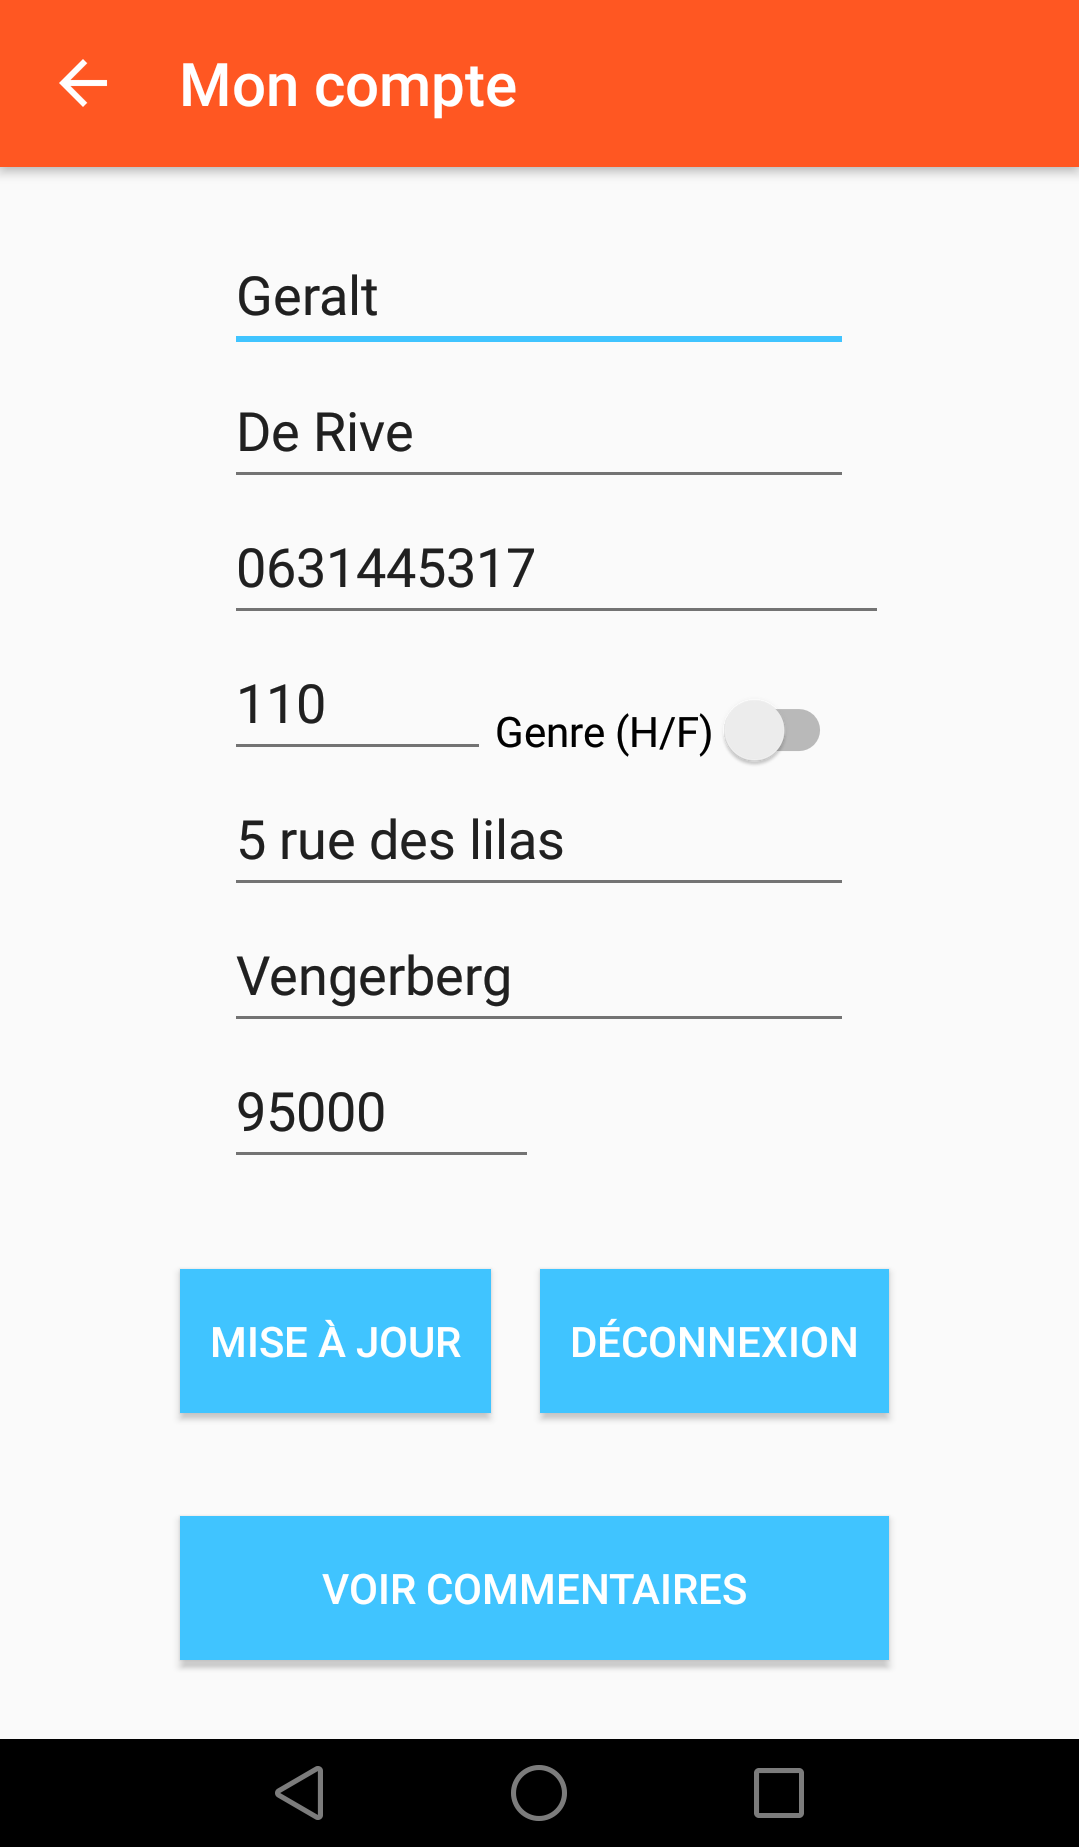 Mon compte
Geralt
De Rive
0631445317
110 Genre (H/F)
5 rue des lilas
Vengerberg
95000
MISE À JOUR DÉCONNEXION
VOIR COMMENTAIRES